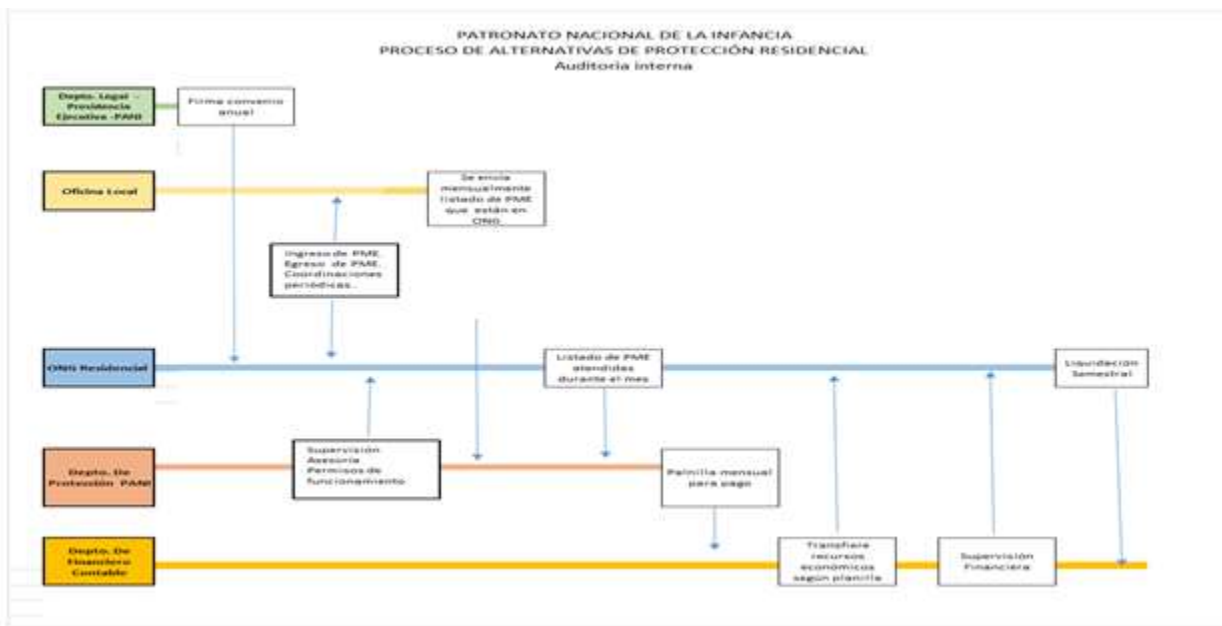 PATRONATO NACIONAL DE LA INFANCIA
PROCESO DE ALTERNATIVAS DE PROTECCIÓN RESIDENCIAL
Auditoria interna
Depto. Legal -
Presidencia
Ejecutiva -PANI
Firma convenio
anual
Oficina Local
Se envía
mensualmente
listado de PME
que están en
ONG
Ingreso de PME.
Egreso de PME.
Coordinaciones
periódicas.
ONG Residencial
Listado de PME
atendidas
durante el mes
Liquidación
Semestral
Supervisión
Asesoría
Permisos de
funcionamiento
Depto. De
Protección PANI
Palnilla mensual
para pago
Depto. De
Financiero
Contable
Transfiere
recursos
económicos
según planilla
Supervisión
Financiera